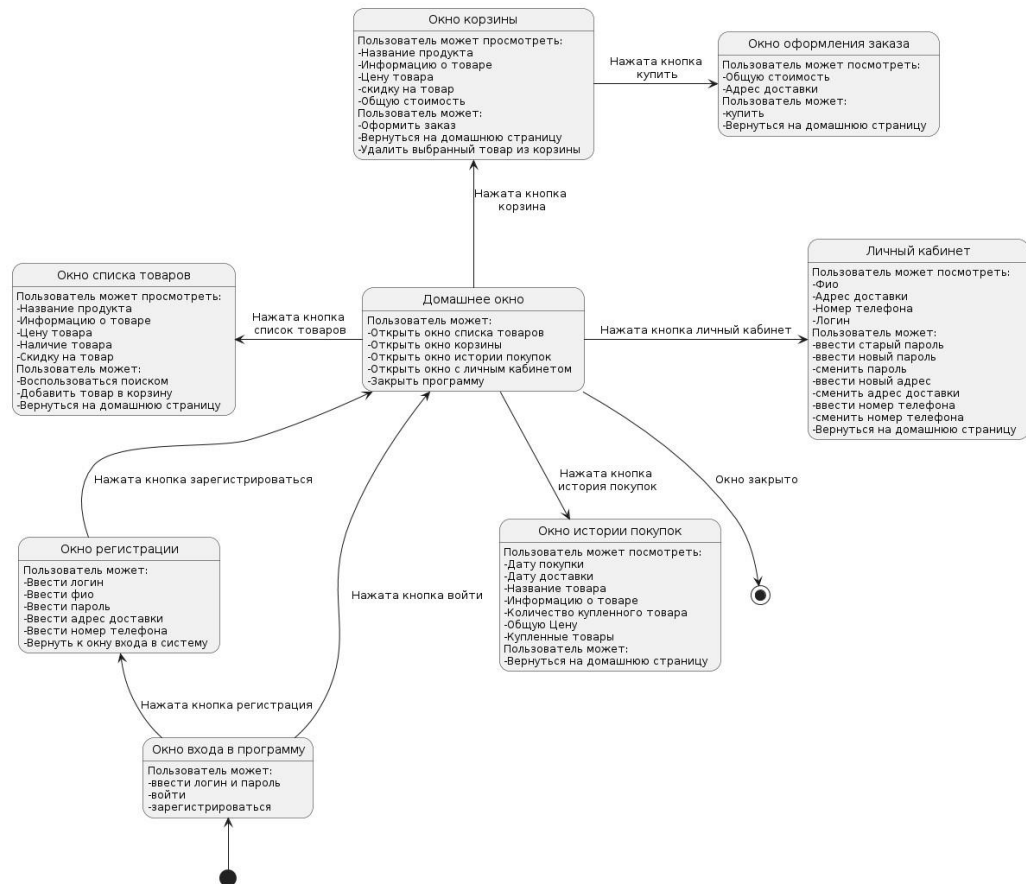 Окно корзины
Пользователь может просмотреть:
-Название продукта
-Информацию о товаре
-Цену товара
-скидку на товар
-Общую стоимость
Пользователь может:
-Оформить заказ
-Вернуться на домашнюю страницу
-Удалить выбранный товар из корзины
Нажата кнопка
купить
Окно оформления заказа
Пользователь может посмотреть:
-Общую стоимость
-Адрес доставки
Пользователь может:
-купить
-Вернуться на домашнюю страницу
Нажата кнопка
корзина
Окно списка товаров
Пользователь может просмотреть:
-Название продукта
-Информацию о товаре
-Цену товара
-Наличие товара
-Скидку на товар
Пользователь может:
-Воспользоваться поиском
-Добавить товар в корзину
-Вернуться на домашнюю страницу
Нажата кнопка
список товаров
Домашнее окно
Пользователь может:
-Открыть окно списка товаров
-Открыть окно корзины
-Открыть окно истории покупок
-Открыть окно с личным кабинетом
-Закрыть программу
Нажата кнопка личный кабинет
Личный кабинет
Пользователь может посмотреть:
-Фио
-Адрес доставки
-Номер телефона
-Логин
Пользователь может:
-ввести старый пароль
-ввести новый пароль
-сменить пароль
-ввести новый адрес
-сменить адрес доставки
-ввести номер телефона
-сменить номер телефона
-Вернуться на домашнюю страницу
Нажата кнопка зарегистрироваться
Нажата кнопка
история покупок
Окно закрыто
Окно регистрации
Пользователь может:
-Ввести логин
-Ввести фио
-Ввести пароль
-Ввести адрес доставки
-Ввести номер телефона
-Вернуть к окну входа в систему
Нажата кнопка войти
Окно истории покупок
Пользователь может посмотреть:
-Дату покупки
-Дату доставки
-Название товара
-Информацию о товаре
-Количество купленного товара
-Общую Цену
-Купленные товары
Пользователь может:
-Вернуться на домашнюю страницу
Нажата кнопка регистрация
Окно входа в программу
Пользователь может:
-ввести логин и пароль
-войти
-зарегистрироваться